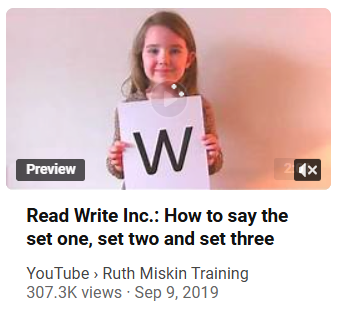 W
Preview
Read Write Inc.: How to say the
set one, set two and set three
YouTube › Ruth Miskin Training
307.3K views · Sep 9, 2019